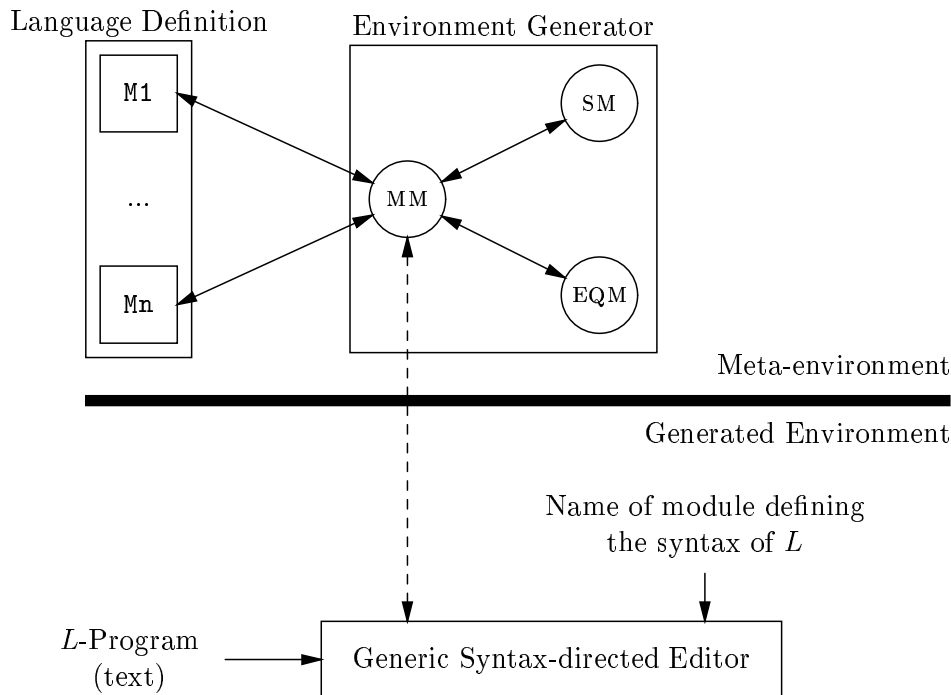 Language Definition
Environment Generator
M1
SM
...
MM
Mn
EQM
Meta-environment
Generated Environment
Name of module defining
the syntax of L
L-Program
(text)
Generic Syntax-directed Editor